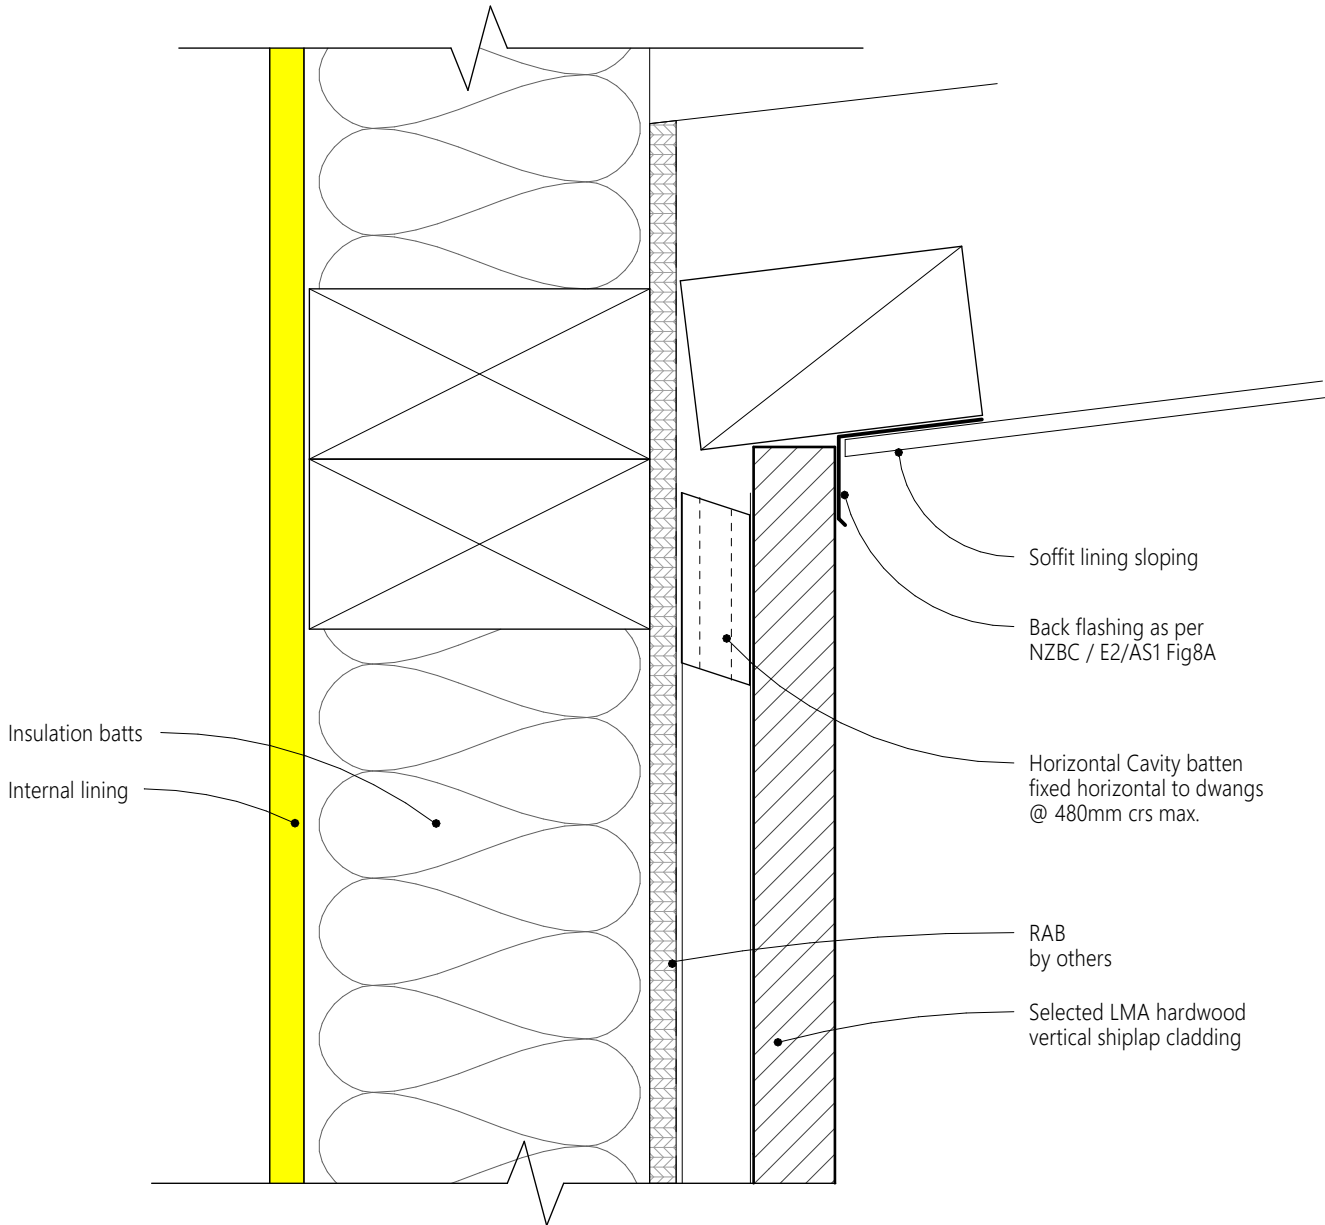 Soffit lining sloping
Back flashing as per
NZBC / E2/AS1 Fig8A
Insulation batts
Internal lining
Horizontal Cavity batten
fixed horizontal to dwangs
@ 480mm crs max.
RAB
by others
Selected LMA hardwood
vertical shiplap cladding